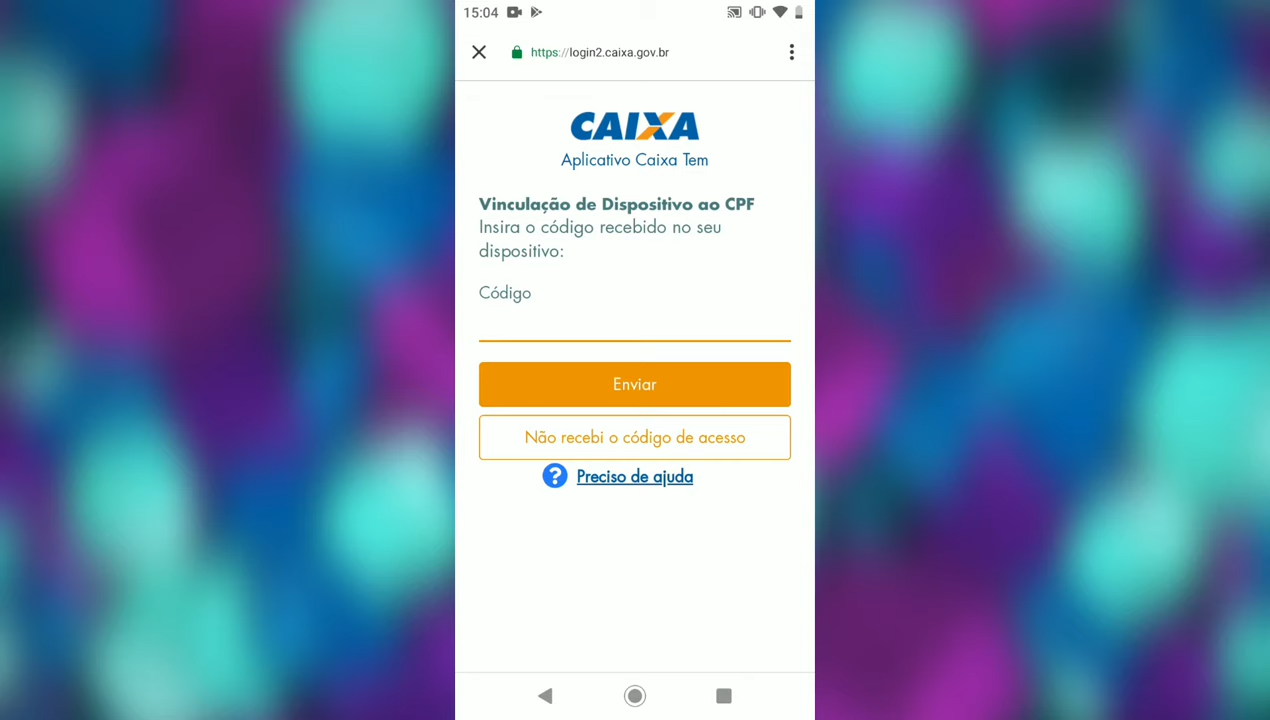 15:04
https://login2.caixa.gov.br
CAIXA
Aplicativo Caixa Tem
Vinculação de Dispositivo ao CPF
Insira o código recebido no seu
dispositivo:
Código
Enviar
Não recebi o código de acesso
? Preciso de ajuda